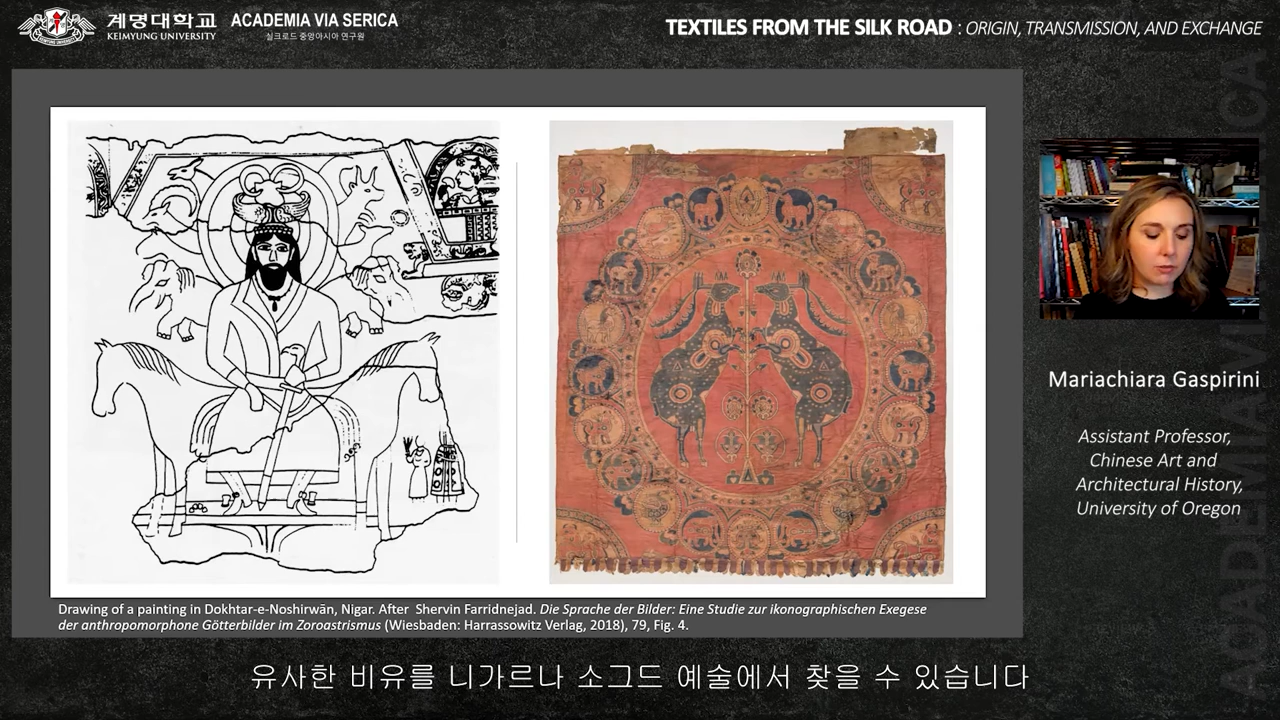 계명대학교
KEIMYUNG UNIVERSITY
ACADEMIA VIA SERICA
실크로드 중앙아시아 연구원
TEXTILES FROM THE SILK ROAD : ORIGIN, TRANSMISSION, AND EXCHANGE
Mariachiara Gaspirini
Assistant Professor,
Chinese Art and
Architectural History,
University of Oregon
Drawing of a painting in Dokhtar-e-Noshirwān, Nigar. After Shervin Farridnejad. Die Sprache der Bilder: Eine Studie zur ikonographischen Exegese
der anthropomorphone Götterbilder im Zoroastrismus (Wiesbaden: Harrassowitz Verlag, 2018), 79, Fig. 4.
유사한 비유를 니가르나 소그드 예술에서 찾을 수 있습니다
ACADEMIA VIA SERICA